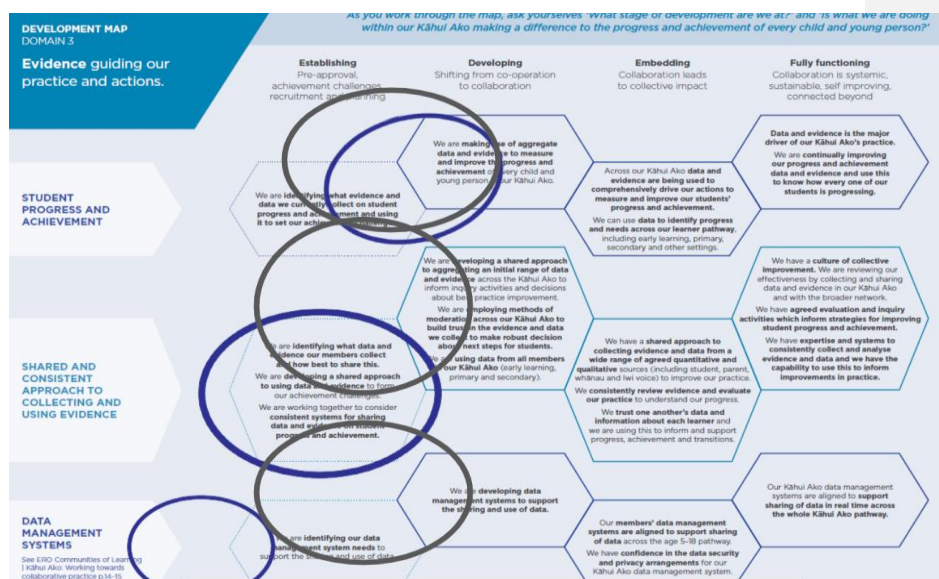 As you work through the map, ask yourselves 'What stage of development are we at?' and 'Is what we are doing
within our Kāhui Ako making a difference to the progress and achievement of every child and young person?'
DEVELOPMENT MAP
DOMAIN 3
Evidence guiding our
practice and actions.
Establishing
Pre-approval,
achievement challenges,
recruitment and planning
Developing
Shifting from co-operation
to collaboration
Embedding
Collaboration leads
to collective impact
Fully functioning
Collaboration is systemic,
sustainable, self improving,
connected beyond
STUDENT
PROGRESS AND
ACHIEVEMENT
We are identifying what evidence and
data we currently collect on student
progress and achievement and using
it to set our
We are making use of aggregate
data and evidence to measure
and improve the progress and
achievement of every child and
young person in our Kāhui Ako.
Across our Kāhui Ako data and
evidence are being used to
comprehensively drive our actions to
measure and improve our students'
progress and achievement.
We can use data to identify progress
and needs across our learner pathway,
including early learning, primary,
secondary and other settings.
Data and evidence is the major
driver of our Kāhui Ako's practice.
We are continually improving
our progress and achievement
data and evidence and use this
to know how every one of our
students is progressing.
SHARED AND
CONSISTENT
APPROACH TO
COLLECTING AND
USING EVIDENCE
We are identifying what data and
evidence our members collect
and how best to share this.
We are developing a shared approach
to using data and evidence to form
our achievement challenges.
We are working together to consider
consistent systems for sharing
data and evidence on student
progress and achievement.
We are developing a shared approach
to aggregating an initial range of data
and evidence across the Kāhui Ako to
inform inquiry activities and decisions
about best practice improvement.
We are employing methods of
moderation across our Kāhui Ako to
build trust in the evidence and data
we collect to make robust decision
about next steps for students.
We are using data from all members
of our Kāhui Ako (early learning,
primary and secondary).
We have a shared approach to
collecting evidence and data from a
wide range of agreed quantitative and
qualitative sources (including student, parent,
whānau and Iwi voice) to improve our practice.
We consistently review evidence and evaluate
our practice to understand our progress.
We trust one another's data and
information about each learner and
we are using this to inform and support
progress, achievement and transitions.
We have a culture of collective
improvement. We are reviewing our
effectiveness by collecting and sharing
data and evidence in our Kāhui Ako
and with the broader network.
We have agreed evaluation and inquiry
activities which inform strategies for improving
student progress and achievement.
We have expertise and systems to
consistently collect and analyse
evidence and data and we have the
capability to use this to inform
improvements in practice.
DATA
MANAGEMENT
SYSTEMS
See ERO Communities of Learning
| Kāhui Ako: Working towards
collaborative practice p.14-15
We are identifying our data
management system needs to
support the sharing and use of data.
We are developing data
management systems to support
the sharing and use of data.
Our members' data management
systems are aligned to support sharing
of data across the age 5-18 pathway.
We have confidence in the data security
and privacy arrangements for our
Kāhui Ako data management system.
Our Kāhui Ako data management
systems are aligned to support
sharing of data in real time across
the whole Kāhui Ako pathway.